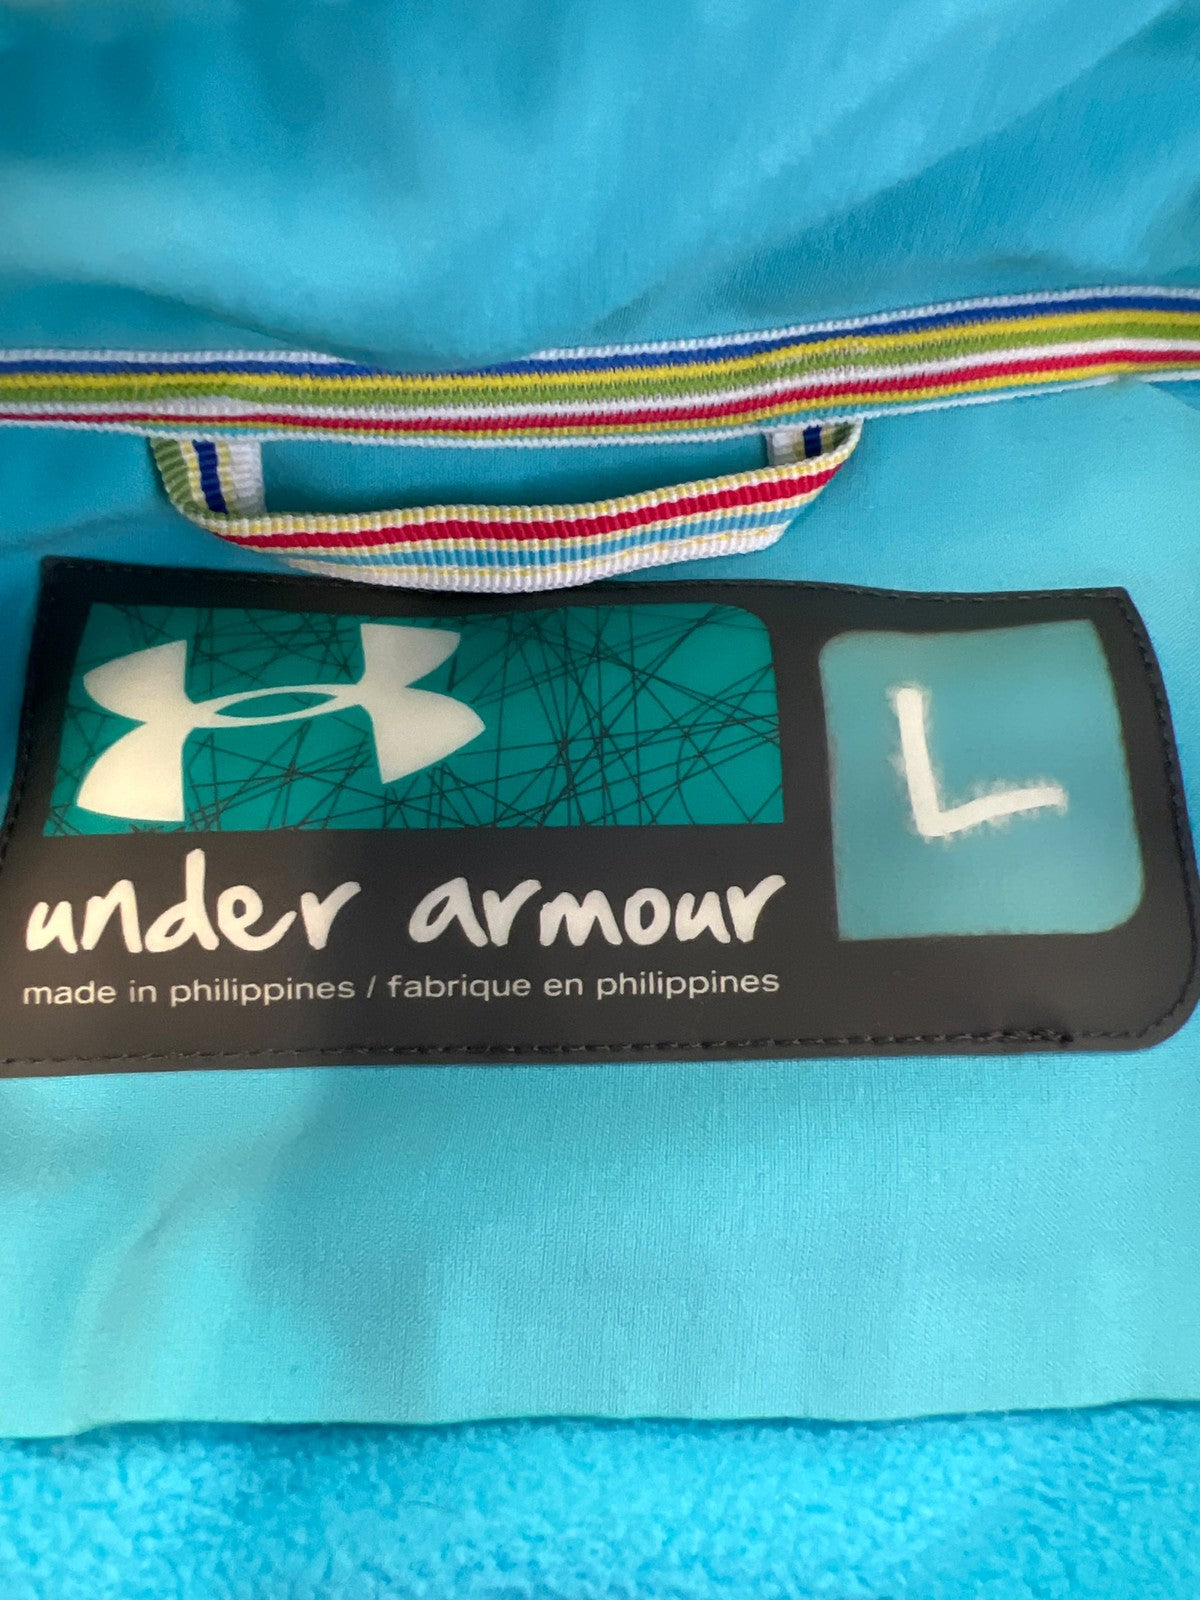 L
under armour
made in philippines / fabrique en philippines